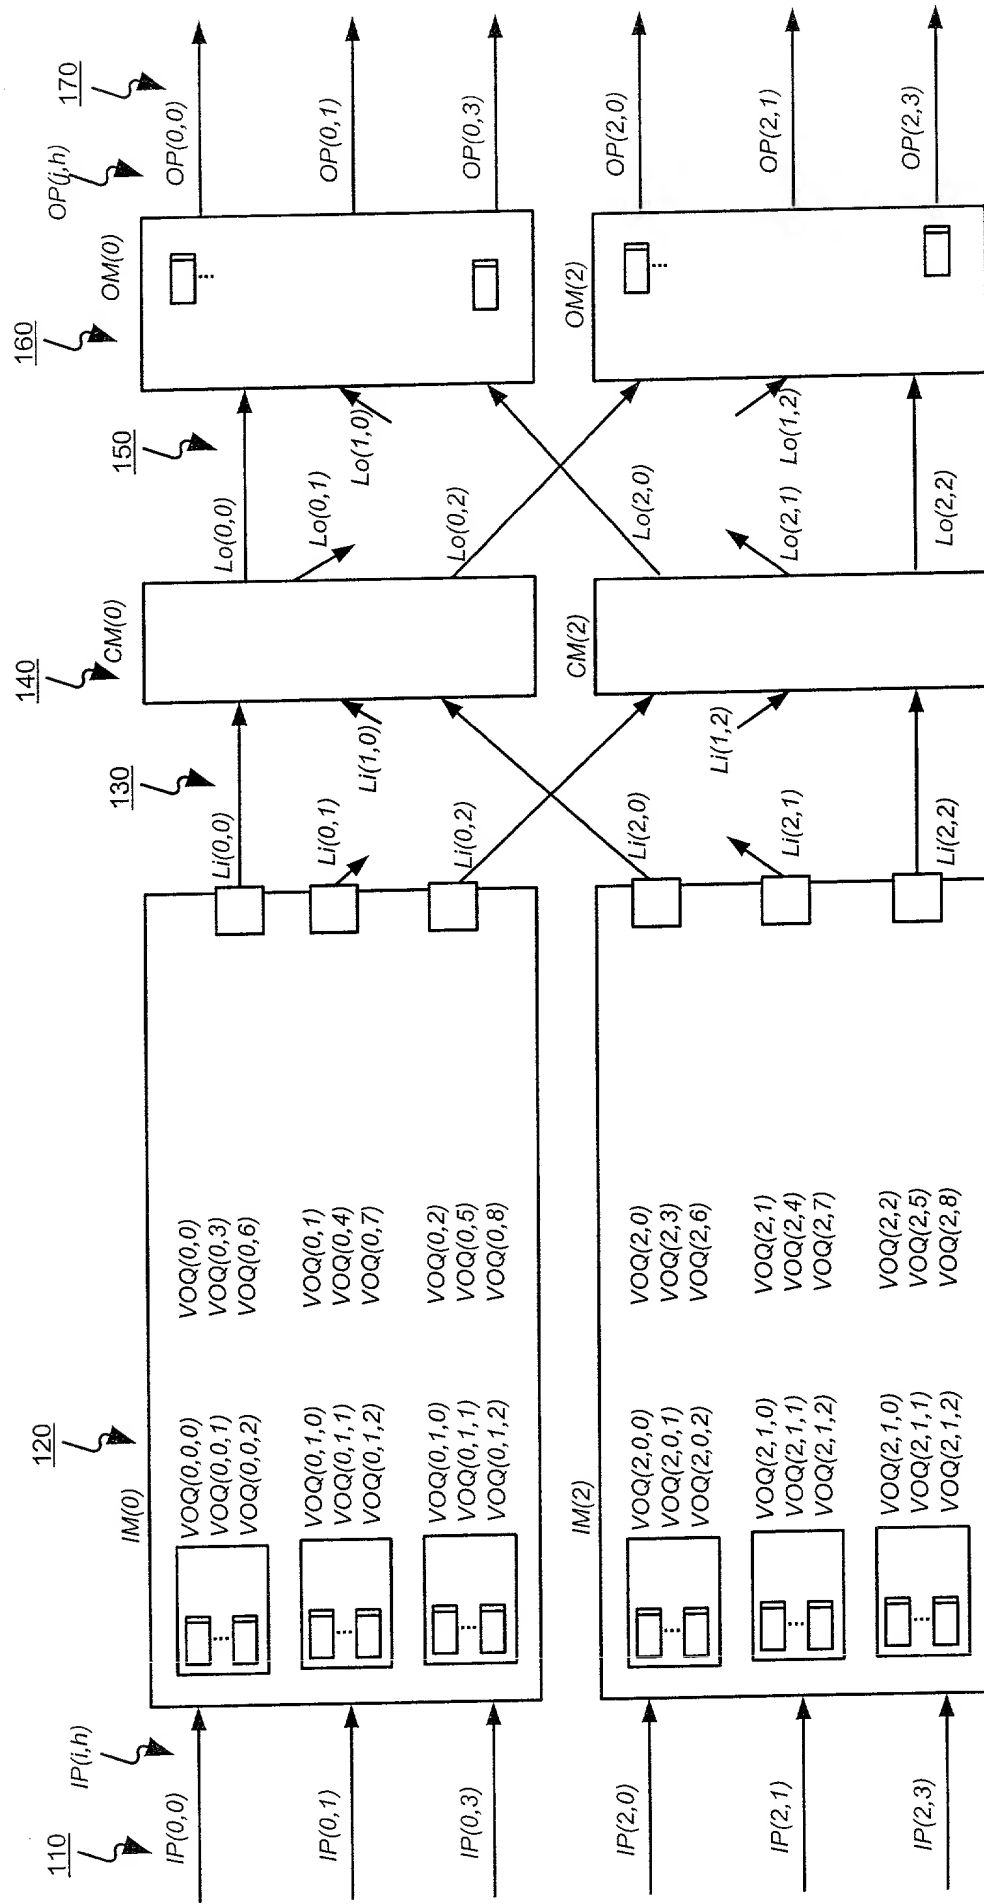 110
IP(i,h)
IP(0,0)
IP(0,1)
IP(0,3)
IP(2,0)
IP(2,1)
IP(2,3)
120
IM(0)
VOQ(0,0,0)
VOQ(0,0,1)
VOQ(0,0,2)
VOQ(0,1,0)
VOQ(0,1,1)
VOQ(0,1,2)
VOQ(0,1,0)
VOQ(0,1,1)
VOQ(0,1,2)
VOQ(0,0)
VOQ(0,3)
VOQ(0,6)
VOQ(0,1)
VOQ(0,4)
VOQ(0,7)
VOQ(0,2)
VOQ(0,5)
VOQ(0,8)
IM(2)
VOQ(2,0,0)
VOQ(2,0,1)
VOQ(2,0,2)
VOQ(2,1,0)
VOQ(2,1,1)
VOQ(2,1,2)
VOQ(2,1,0)
VOQ(2,1,1)
VOQ(2,1,2)
VOQ(2,0)
VOQ(2,3)
VOQ(2,6)
VOQ(2,1)
VOQ(2,4)
VOQ(2,7)
VOQ(2,2)
VOQ(2,5)
VOQ(2,8)
130
Li(0,0)
Li(0,1)
Li(0,2)
Li(1,0)
Li(2,0)
Li(2,1)
Li(1,2)
Li(2,2)
140
CM(0)
CM(2)
150
Lo(0,0)
Lo(0,1)
Lo(1,0)
Lo(0,2)
Lo(2,0)
Lo(2,1)
Lo(1,2)
Lo(2,2)
160
OM(0)
OM(2)
OP(j,h)
170
OP(0,0)
OP(0,1)
OP(0,3)
OP(2,0)
OP(2,1)
OP(2,3)